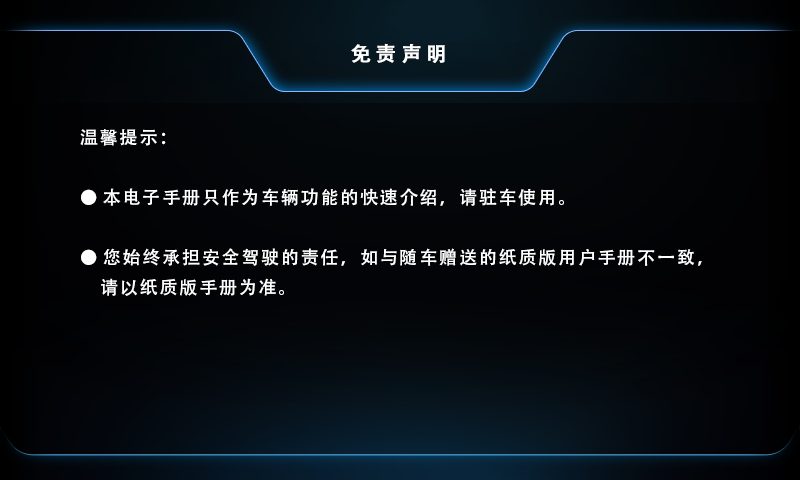 免责声明
温馨提示：
● 本电子手册只作为车辆功能的快速介绍，请驻车使用。
● 您始终承担安全驾驶的责任，如与随车赠送的纸质版用户手册不一致，
请以纸质版手册为准。